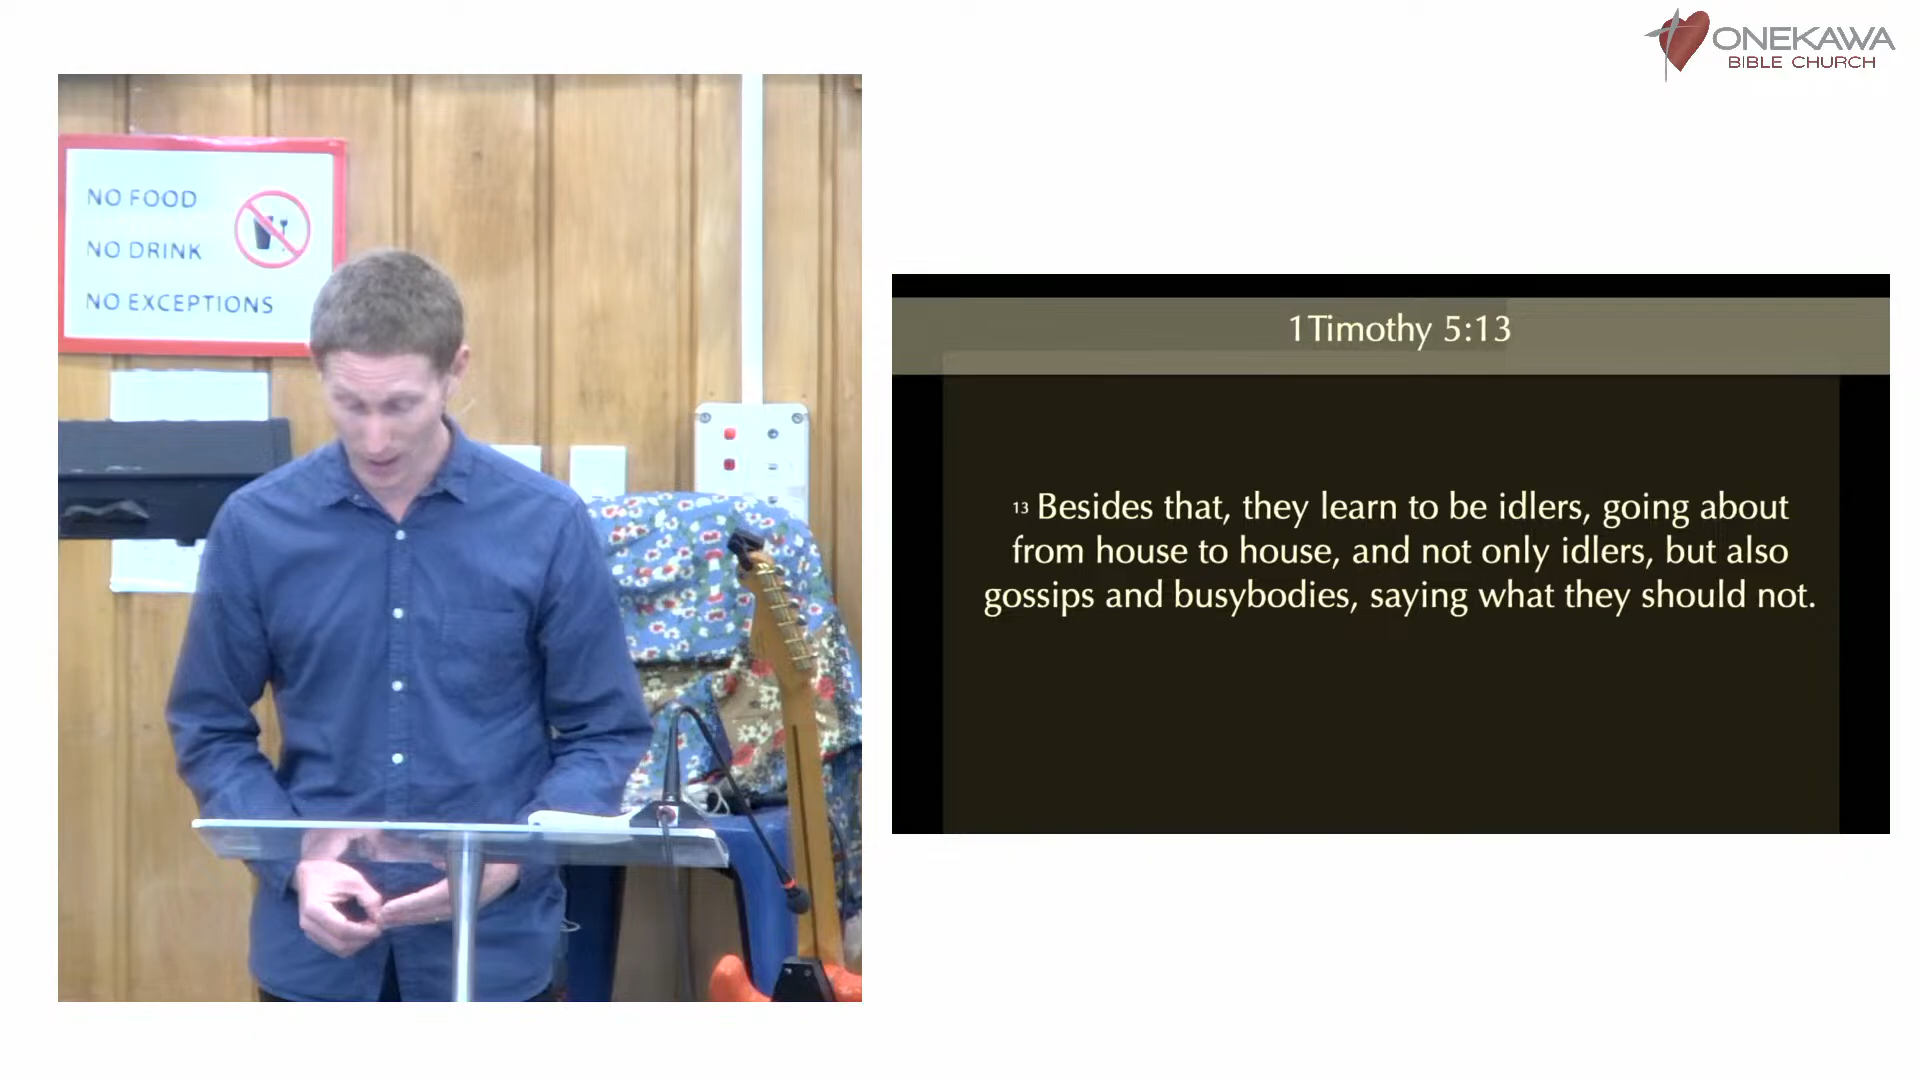 ONEKAWA
BIBLE CHURCH
NO FOOD
NO DRINK
NO EXCEPTIONS
1Timothy 5:13
13 Besides that, they learn to be idlers, going about
from house to house, and not only idlers, but also
gossips and busybodies, saying what they should not.